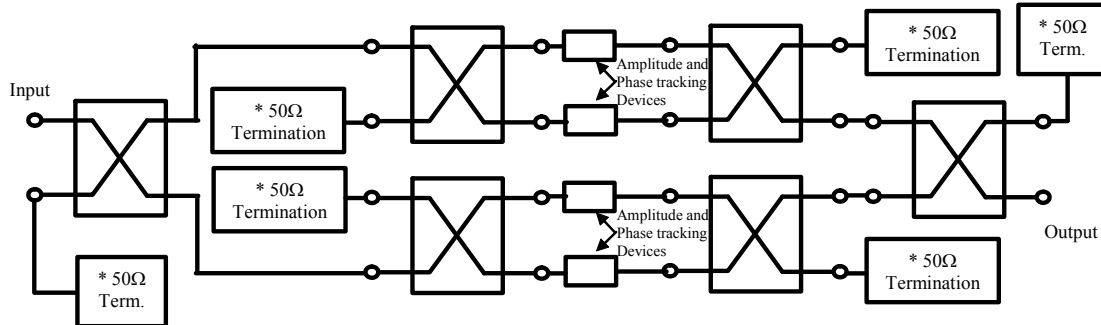 * 50Ω
Termination
* 50Ω
Term.
Input
* 50Ω
Termination
Amplitude and
Phase tracking
Devices
* 50Ω
Termination
Amplitude and
Phase tracking
Devices
Output
* 50Ω
Term.
* 50Ω
Termination